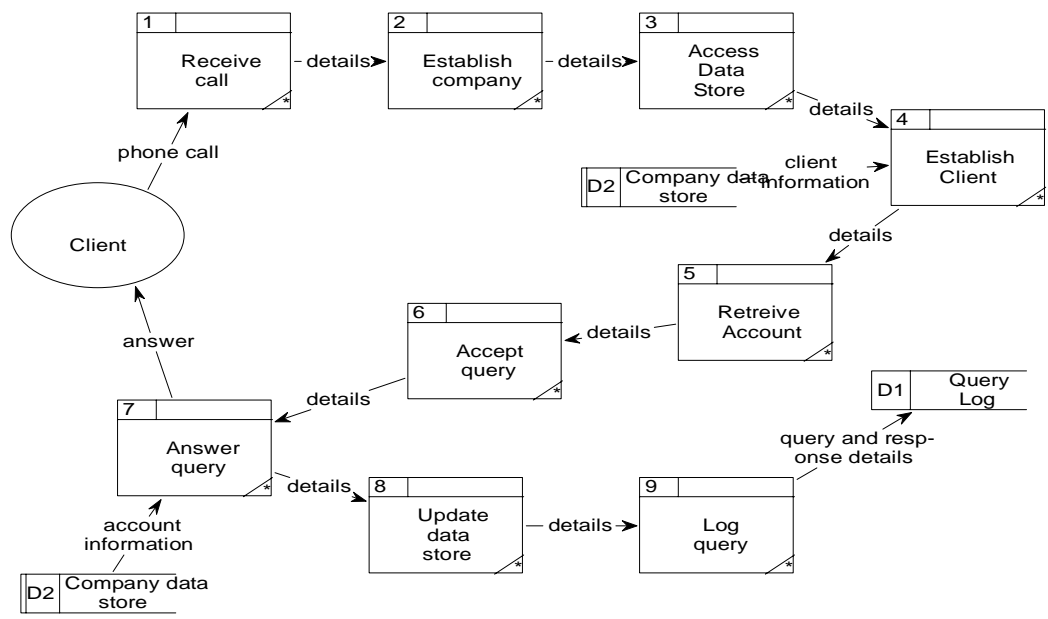 1
Receive
call
details
2
Establish
company
details
3
Access
Data
Store
details
4
Establish
Client
phone call
D2
Company data
store
client
information
Client
details
5
Retreive
Account
details
6
Accept
query
answer
details
7
Answer
query
D1
Query
Log
query and resp-
onse details
details
8
Update
data
store
details
9
Log
query
account
information
D2
Company data
store
*
*
*
*
*
*
*
*
*